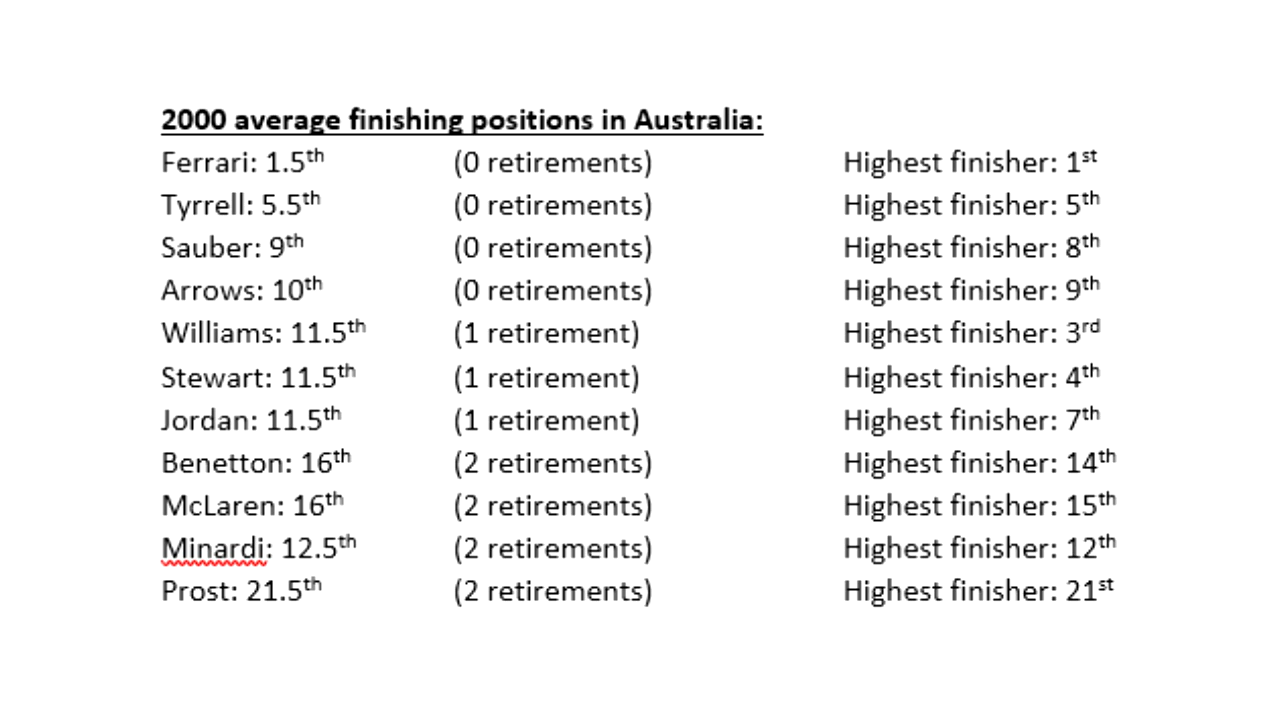 2000 average finishing positions in Australia:
Ferrari: 1.5th (0 retirements) Highest finisher: 1st
Tyrrell: 5.5th (0 retirements) Highest finisher: 5th
Sauber: 9th (0 retirements) Highest finisher: 8th
Arrows: 10th (0 retirements) Highest finisher: 9th
Williams: 11.5th (1 retirement) Highest finisher: 3rd
Stewart: 11.5th (1 retirement) Highest finisher: 4th
Jordan: 11.5th (1 retirement) Highest finisher: 7th
Benetton: 16th (2 retirements) Highest finisher: 14th
McLaren: 16th (2 retirements) Highest finisher: 15th
Minardi: 12.5th (2 retirements) Highest finisher: 12th
Prost: 21.5th (2 retirements) Highest finisher: 21st